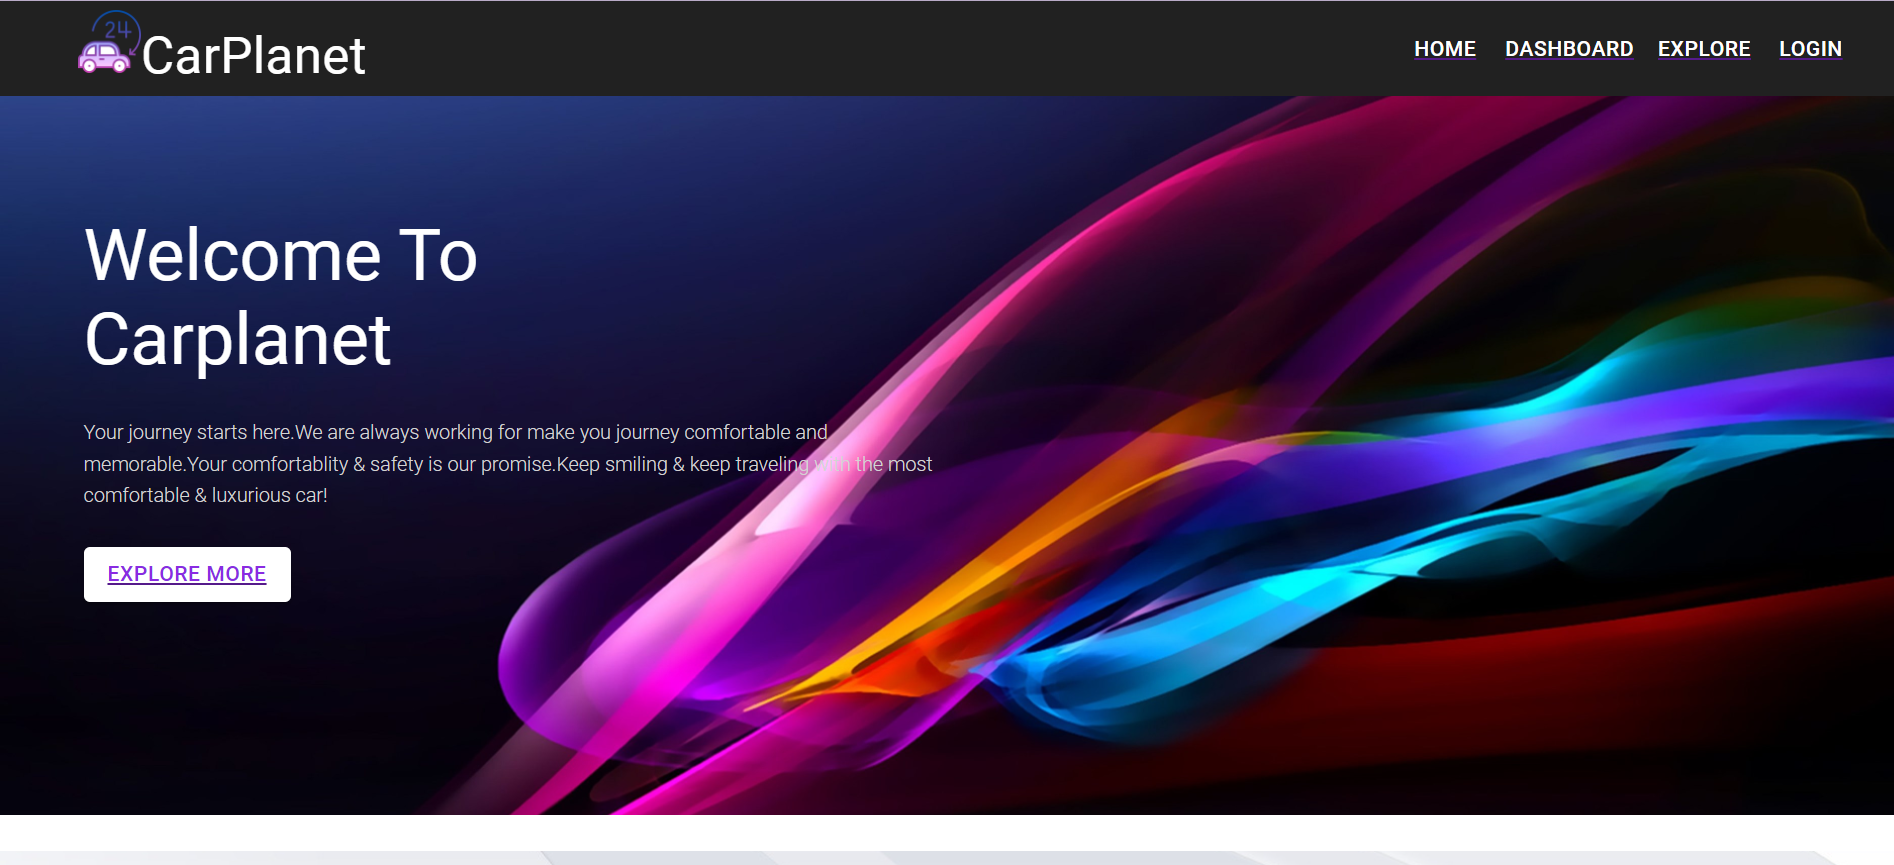 24
CarPlanet
HOME DASHBOARD EXPLORE LOGIN
Welcome To
Carplanet
Your journey starts here.We are always working for make you journey comfortable and
memorable.Your comfortablity & safety is our promise.Keep smiling & keep traveling with the most
comfortable & luxurious car!
EXPLORE MORE